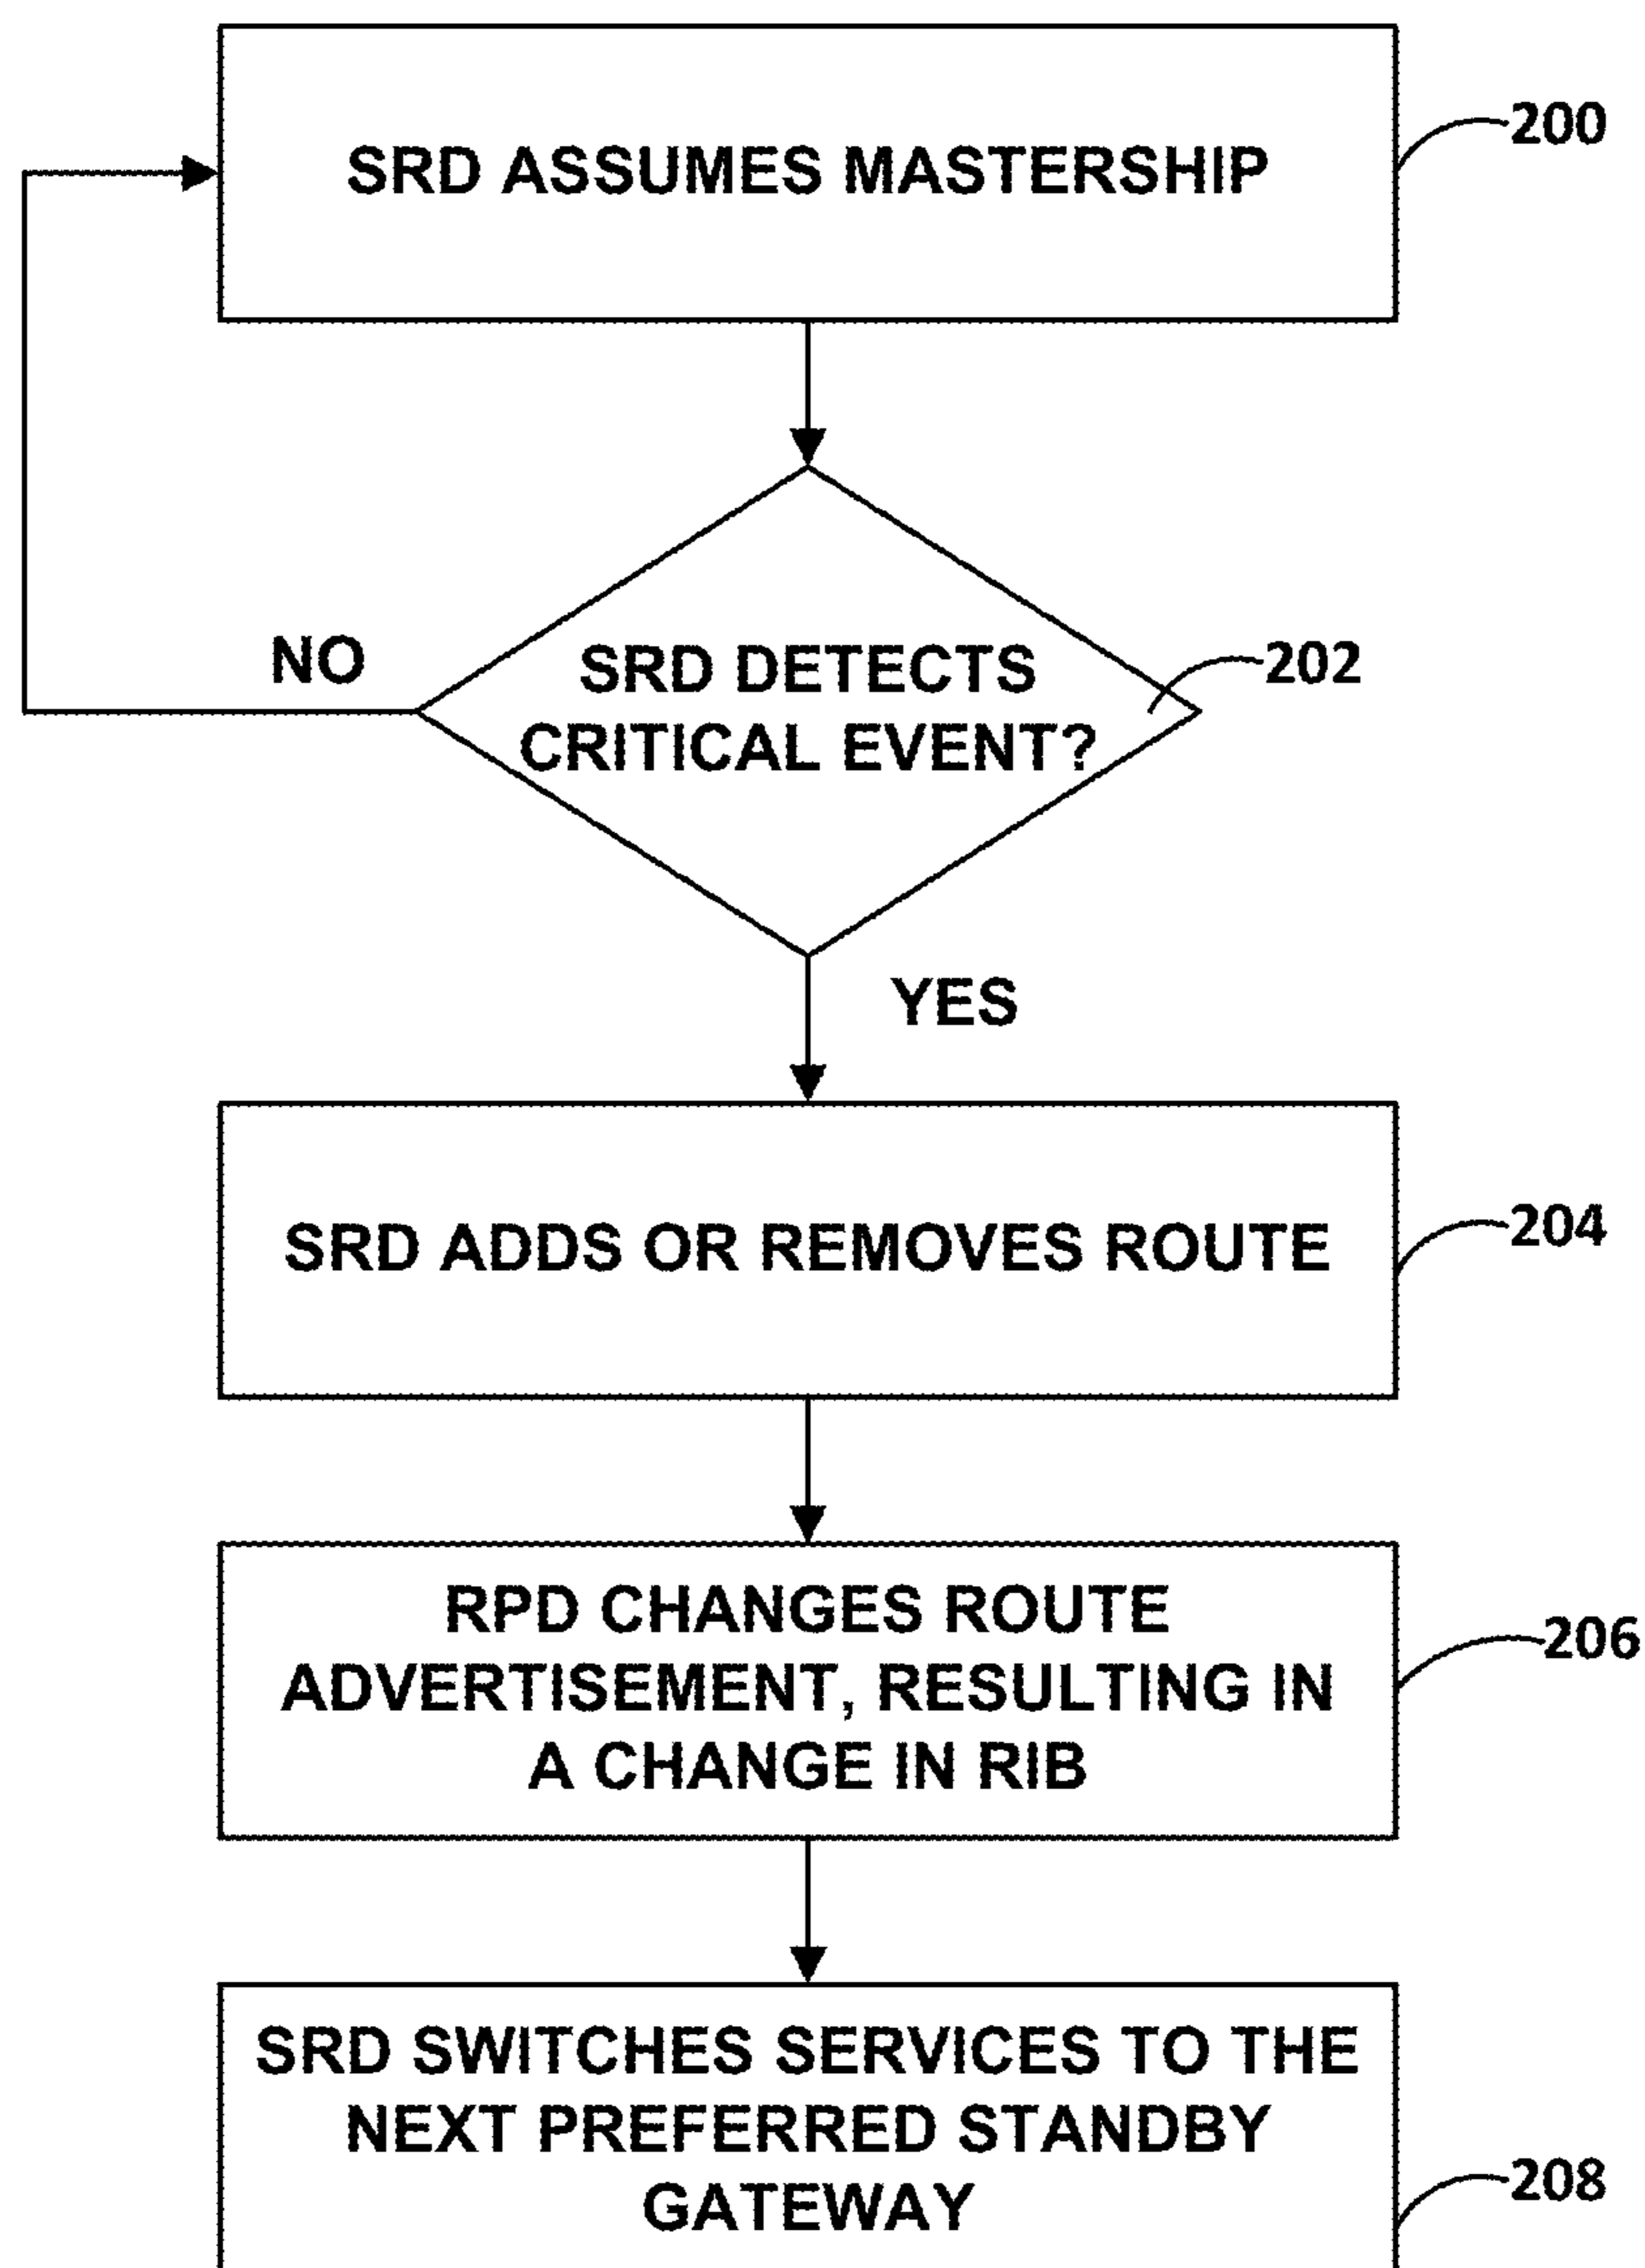 SRD ASSUMES MASTERSHIP
200
NO
SRD DETECTS
CRITICAL EVENT?
202
YES
SRD ADDS OR REMOVES ROUTE
204
RPD CHANGES ROUTE
ADVERTISEMENT, RESULTING IN
A CHANGE IN RIB
206
SRD SWITCHES SERVICES TO THE
NEXT PREFERRED STANDBY
GATEWAY
208